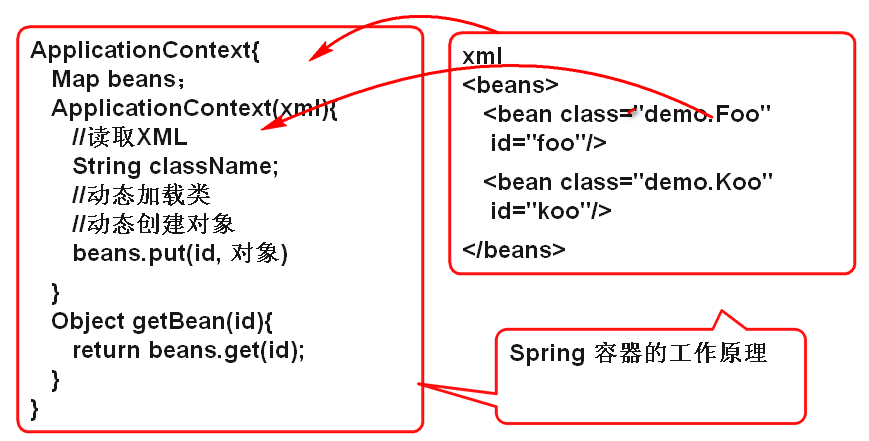 ApplicationContext{
Map beans；
ApplicationContext(xml){
//读取XML
String className;
//动态加载类
//动态创建对象
beans.put(id, 对象)
}
Object getBean(id){
return beans.get(id);
}
}
xml
<beans>
<bean class="demo.Foo"
id="foo"/>
<bean class="demo.Koo"
id="koo"/>
</beans>
Spring 容器的工作原理